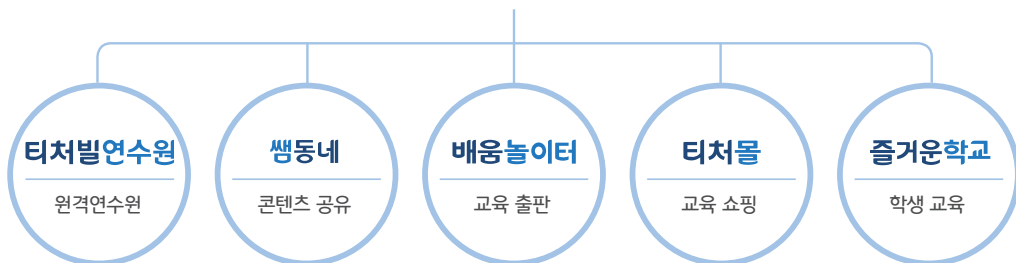 티처빌연수원
원격연수원
쌤동네
콘텐츠 공유
배움놀이터
교육 출판
티처몰
교육 쇼핑
즐거운학교
학생 교육